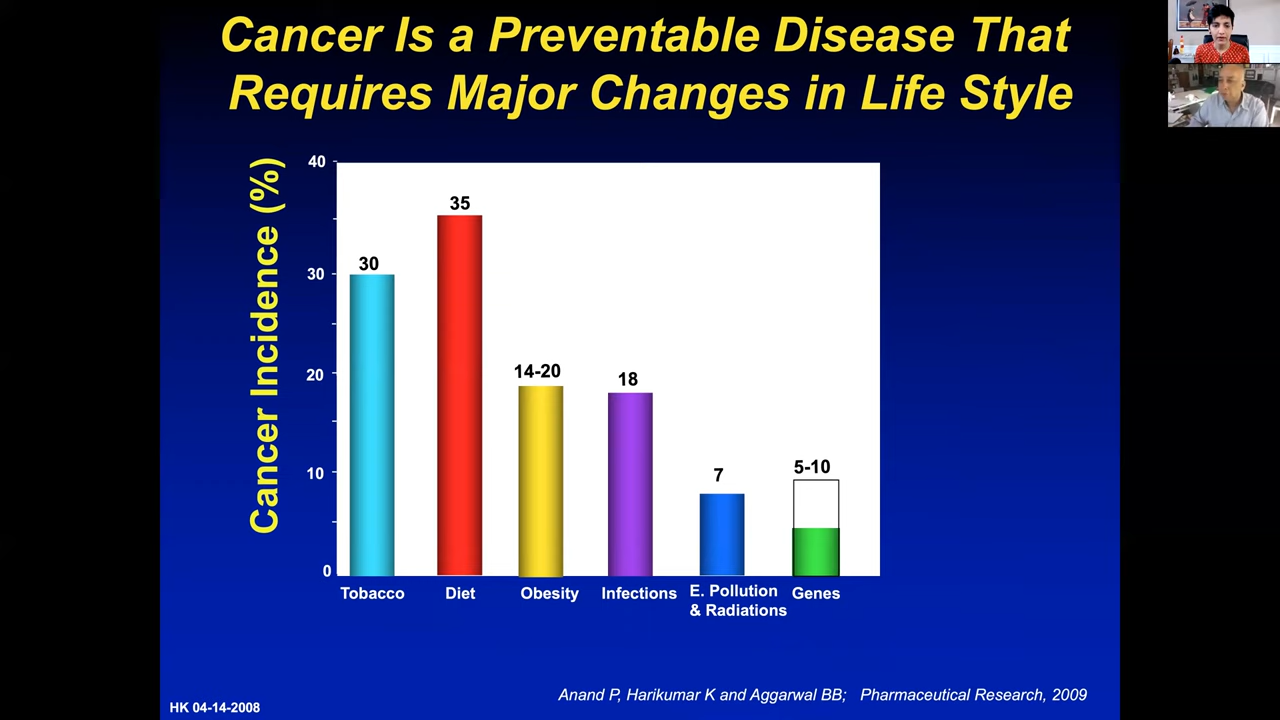 Cancer Is a Preventable Disease That
Requires Major Changes in Life Style
Cancer Incidence (%)
40
30
20
10
0
30
35
14-20
18
7
5-10
Tobacco
Diet
Obesity
Infections
E. Pollution
& Radiations
Genes
Anand P, Harikumar K and Aggarwal BB; Pharmaceutical Research, 2009
HK 04-14-2008